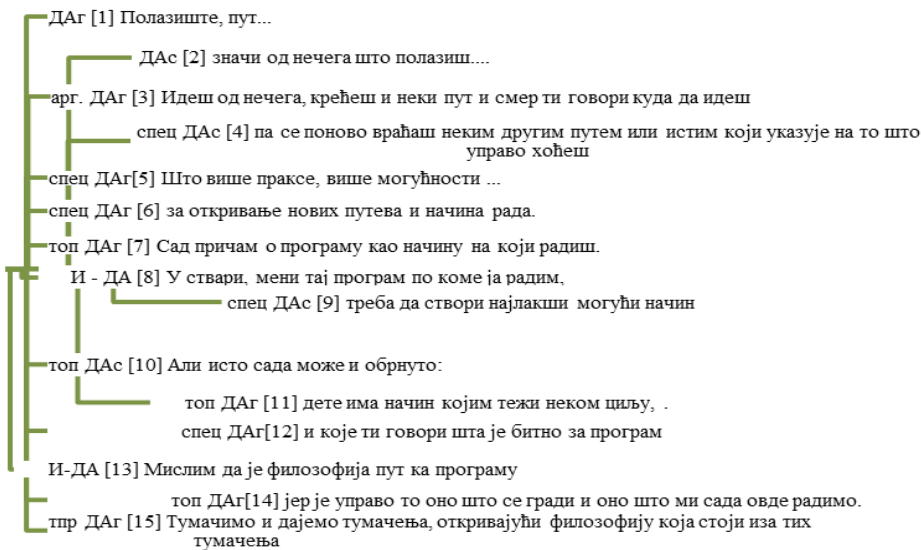 ДАг [1] Полазиште, пут...
ДАс [2] значи од нечега што полазиш....
арг. ДАг [3] Идеш од нечега, крећеш и неки пут и смер ти говори куда да идеш
спец ДАс [4] па се поново враћаш неким другим путем или истим који указује на то што
управо хоћеш
спец ДАг[5] Што више праксе, више могућности ...
спец ДАг [6] за откривање нових путева и начина рада.
топ ДАг [7] Сад причам о програму као начину на који радиш.
И - ДА [8] У ствари, мени тај програм по коме ја радим,
спец ДАс [9] треба да створи најлакши могући начин
топ ДАс [10] Али исто сада може и обрнуто:
топ ДАг [11] дете има начин којим тежи неком циљу, .
спец ДАг[12] и које ти говори шта је битно за програм
И-ДА [13] Мислим да је филозофија пут ка програму
топ ДАг[14] јер је управо то оно што се гради и оно што ми сада овде радимо.
тпр ДАг [15] Тумачимо и дајемо тумачења, откривајући филозофију која стоји иза тих
тумачења